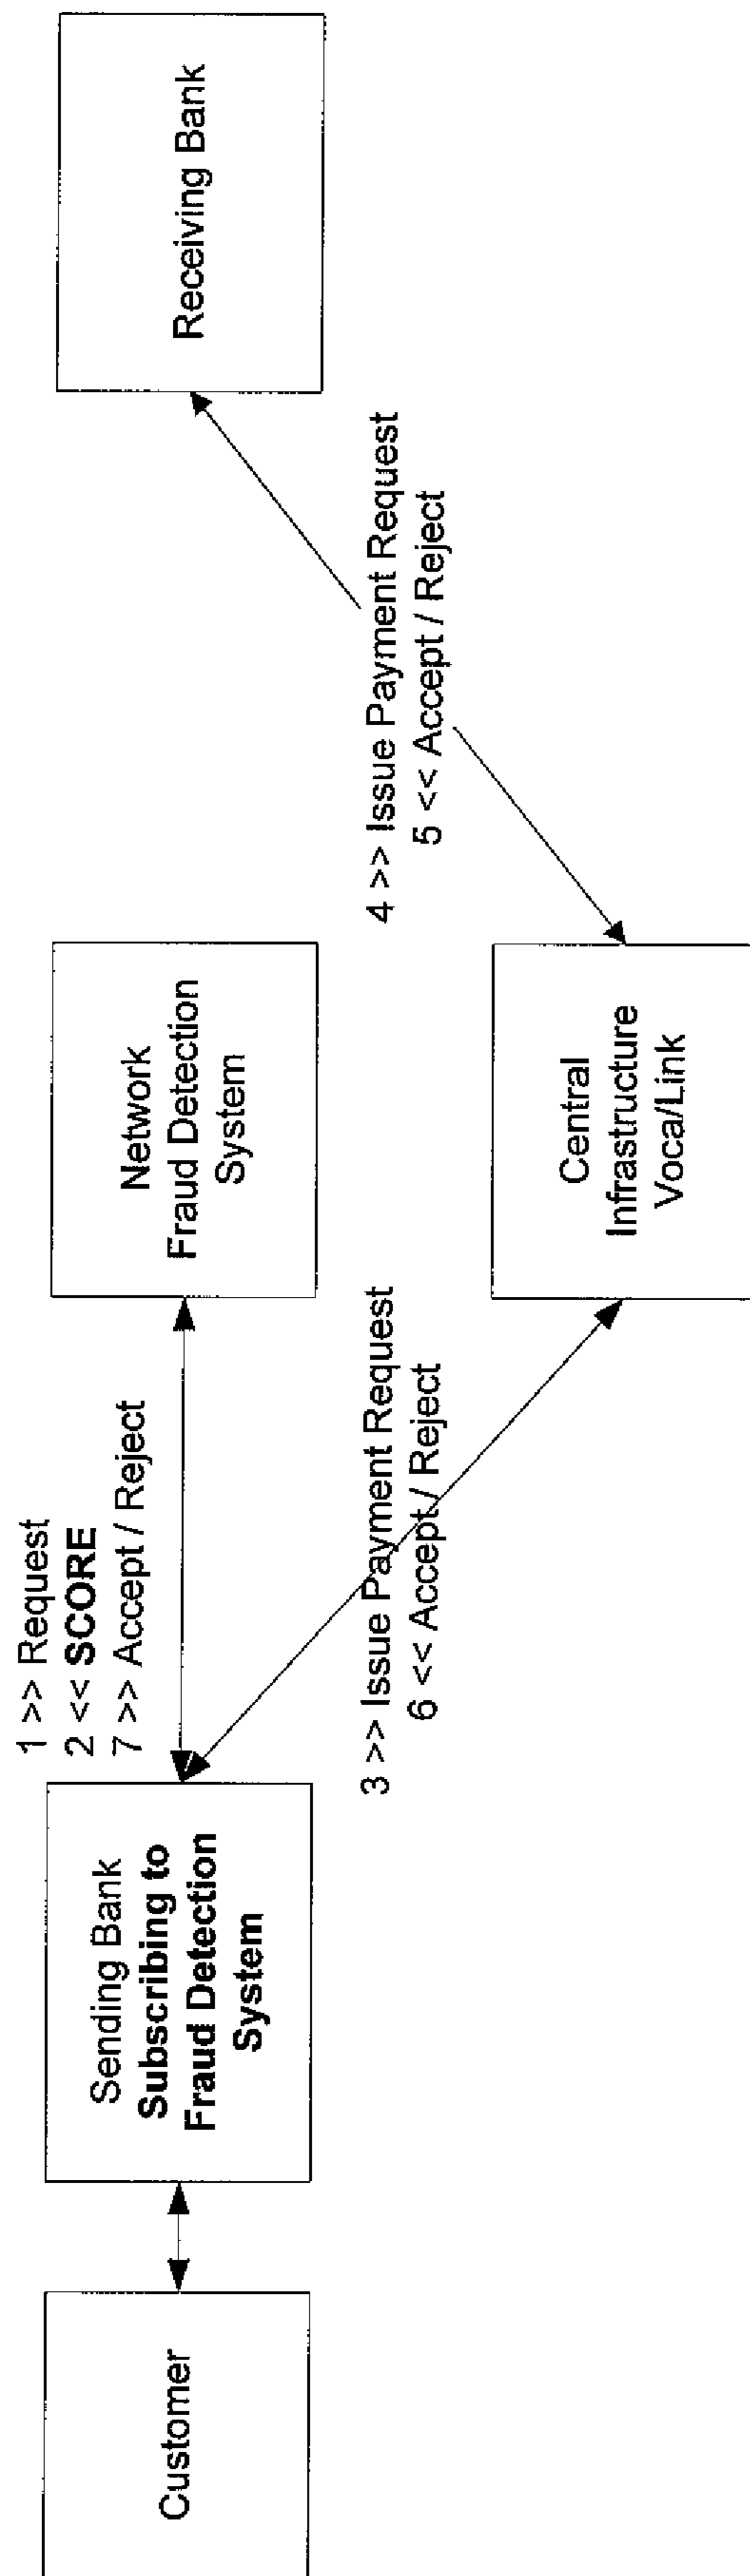 Customer
Sending Bank
Subscribing to
Fraud Detection
System
1 >> Request
2 << SCORE
7 >> Accept / Reject
Network
Fraud Detection
System
3 >> Issue Payment Request
6 << Accept / Reject
Central
Infrastructure
Voca/Link
4 >> Issue Payment Request
5 << Accept / Reject
Receiving Bank